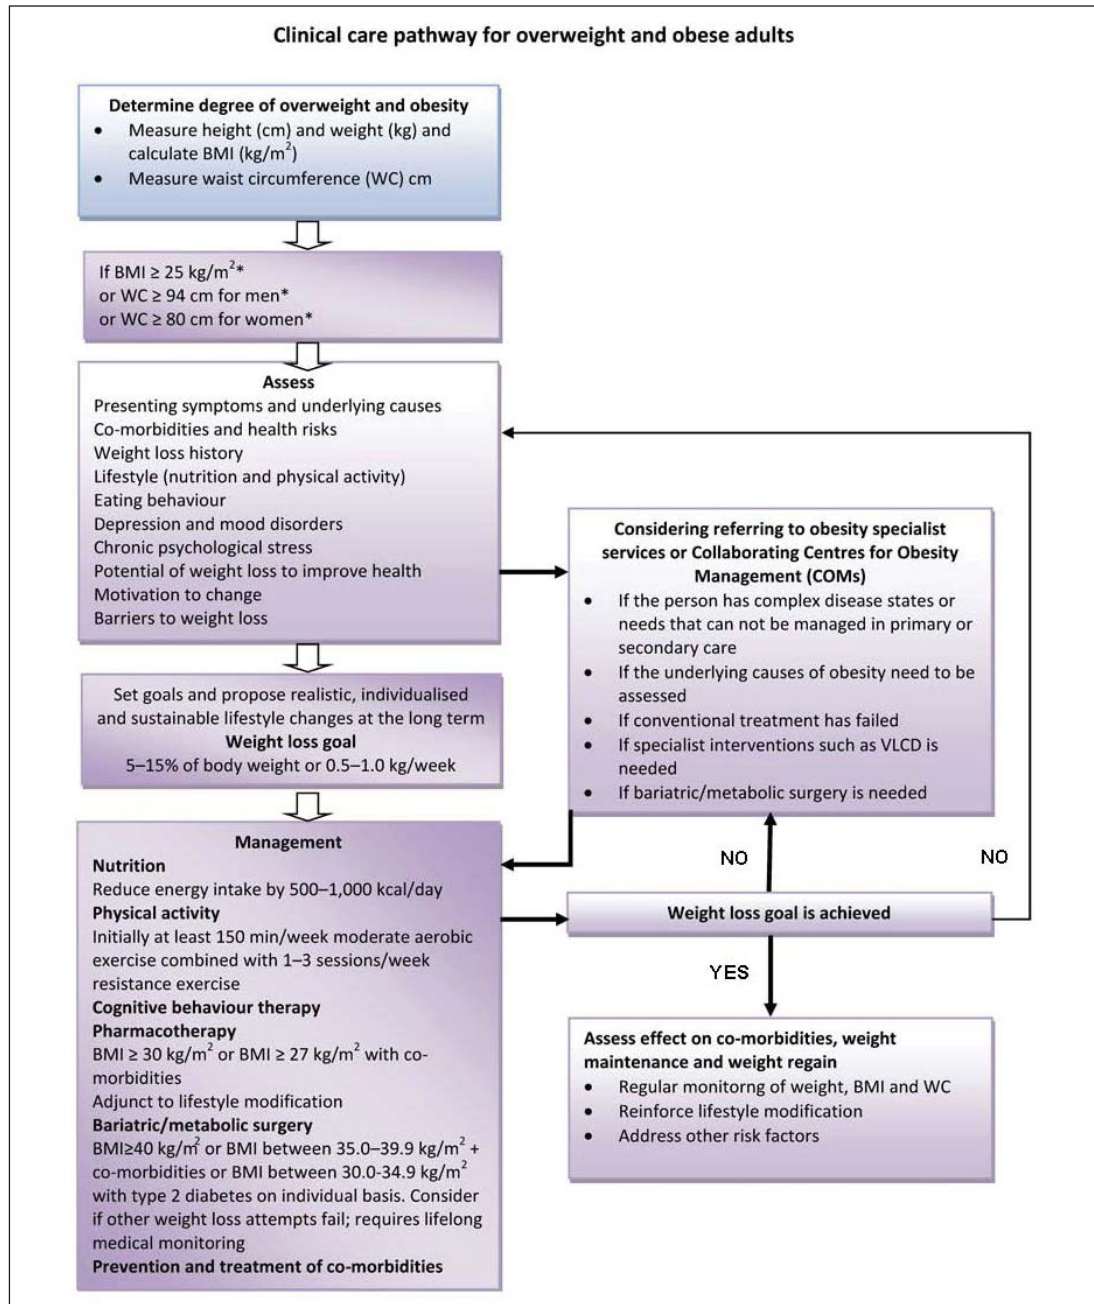 Clinical care pathway for overweight and obese adults
Determine degree of overweight and obesity
• Measure height (cm) and weight (kg) and
calculate BMI (kg/m²)
• Measure waist circumference (WC) cm
If BMI ≥ 25 kg/m²*
or WC ≥ 94 cm for men*
or WC ≥ 80 cm for women*
Assess
Presenting symptoms and underlying causes
Co-morbidities and health risks
Weight loss history
Lifestyle (nutrition and physical activity)
Eating behaviour
Depression and mood disorders
Chronic psychological stress
Potential of weight loss to improve health
Motivation to change
Barriers to weight loss
Considering referring to obesity specialist
services or Collaborating Centres for Obesity
Management (COMs)
• If the person has complex disease states or
needs that can not be managed in primary or
secondary care
• If the underlying causes of obesity need to be
assessed
• If conventional treatment has failed
• If specialist interventions such as VLCD is
needed
• If bariatric/metabolic surgery is needed
Set goals and propose realistic, individualised
and sustainable lifestyle changes at the long term
Weight loss goal
5–15% of body weight or 0.5–1.0 kg/week
Management
Nutrition
Reduce energy intake by 500–1,000 kcal/day
Physical activity
Initially at least 150 min/week moderate aerobic
exercise combined with 1–3 sessions/week
resistance exercise
Cognitive behaviour therapy
Pharmacotherapy
BMI ≥ 30 kg/m² or BMI ≥ 27 kg/m² with co-
morbidities
Adjunct to lifestyle modification
Bariatric/metabolic surgery
BMI≥40 kg/m² or BMI between 35.0–39.9 kg/m² +
co-morbidities or BMI between 30.0-34.9 kg/m²
with type 2 diabetes on individual basis. Consider
if other weight loss attempts fail; requires lifelong
medical monitoring
Prevention and treatment of co-morbidities
NO
NO
Weight loss goal is achieved
YES
Assess effect on co-morbidities, weight
maintenance and weight regain
• Regular monitorng of weight, BMI and WC
• Reinforce lifestyle modification
• Address other risk factors